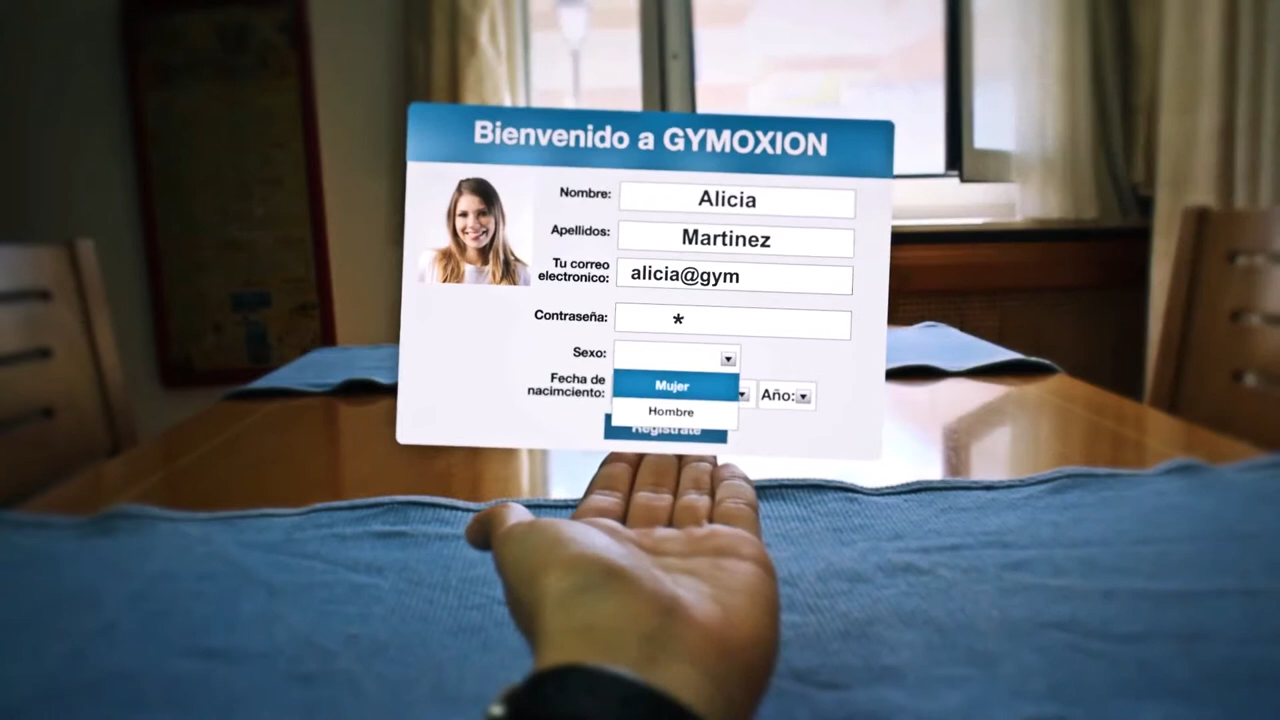 Bienvenido a GYMOXION
Nombre: Alicia
Apellidos: Martinez
Tu correo
electronico: alicia@gym
Contraseña: *
Sexo:
Mujer
Fecha de
nacimciento: Año:
Hombre
Registrate